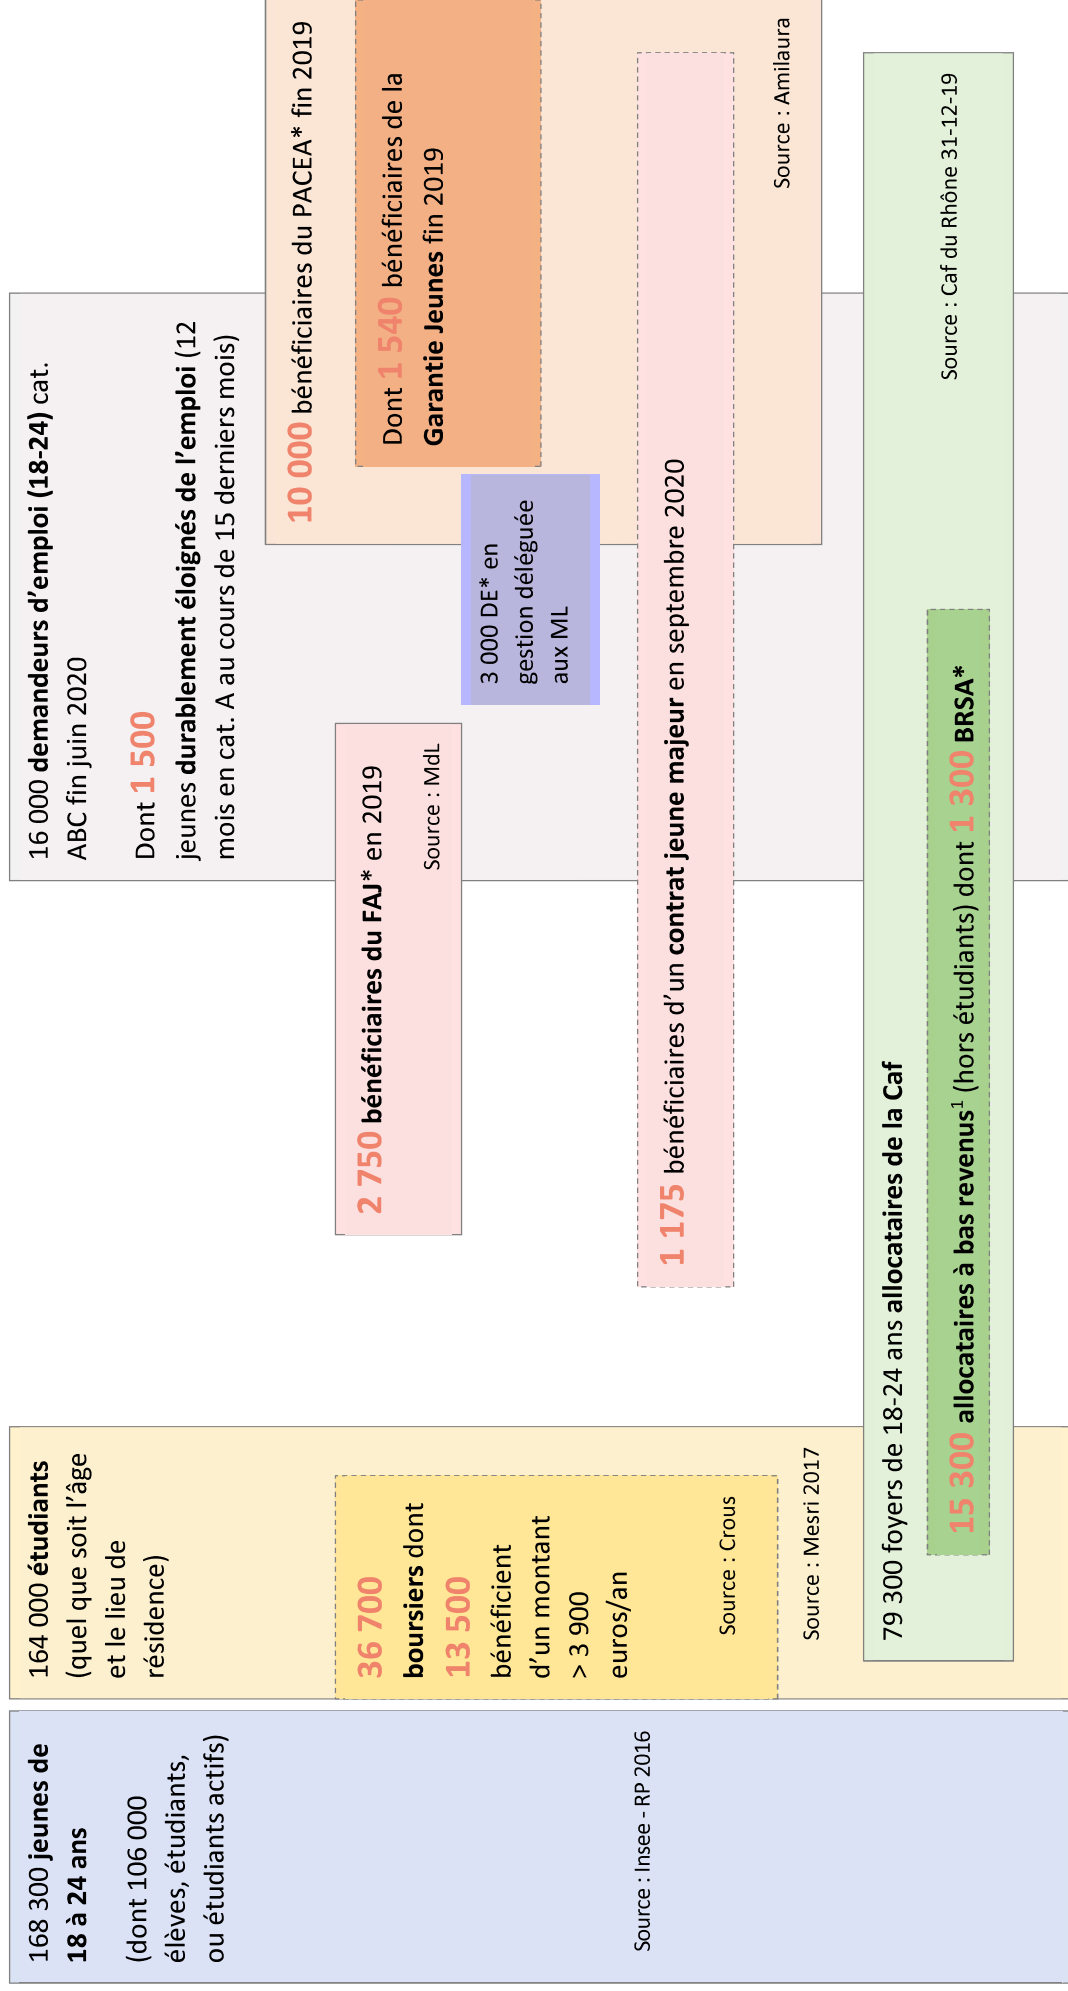 168 300 jeunes de
18 à 24 ans
(dont 106 000
élèves, étudiants,
ou étudiants actifs)
Source : Insee - RP 2016
164 000 étudiants
(quel que soit l'âge
et le lieu de
résidence)
36 700
boursiers dont
13 500
bénéficient
d'un montant
> 3 900
euros/an
Source : Crous
Source : Mesri 2017
16 000 demandeurs d'emploi (18-24) cat.
ABC fin juin 2020
Dont 1 500
jeunes durablement éloignés de l'emploi (12
mois en cat. A au cours de 15 derniers mois)
2 750 bénéficiaires du FAJ* en 2019
Source : MdL
3 000 DE* en
gestion déléguée
aux ML
10 000 bénéficiaires du PACEA* fin 2019
Dont 1 540 bénéficiaires de la
Garantie Jeunes fin 2019
1 175 bénéficiaires d'un contrat jeune majeur en septembre 2020
Source : Amilaura
79 300 foyers de 18-24 ans allocataires de la Caf
15 300 allocataires à bas revenus¹ (hors étudiants) dont 1 300 BRSA*
Source : Caf du Rhône 31-12-19